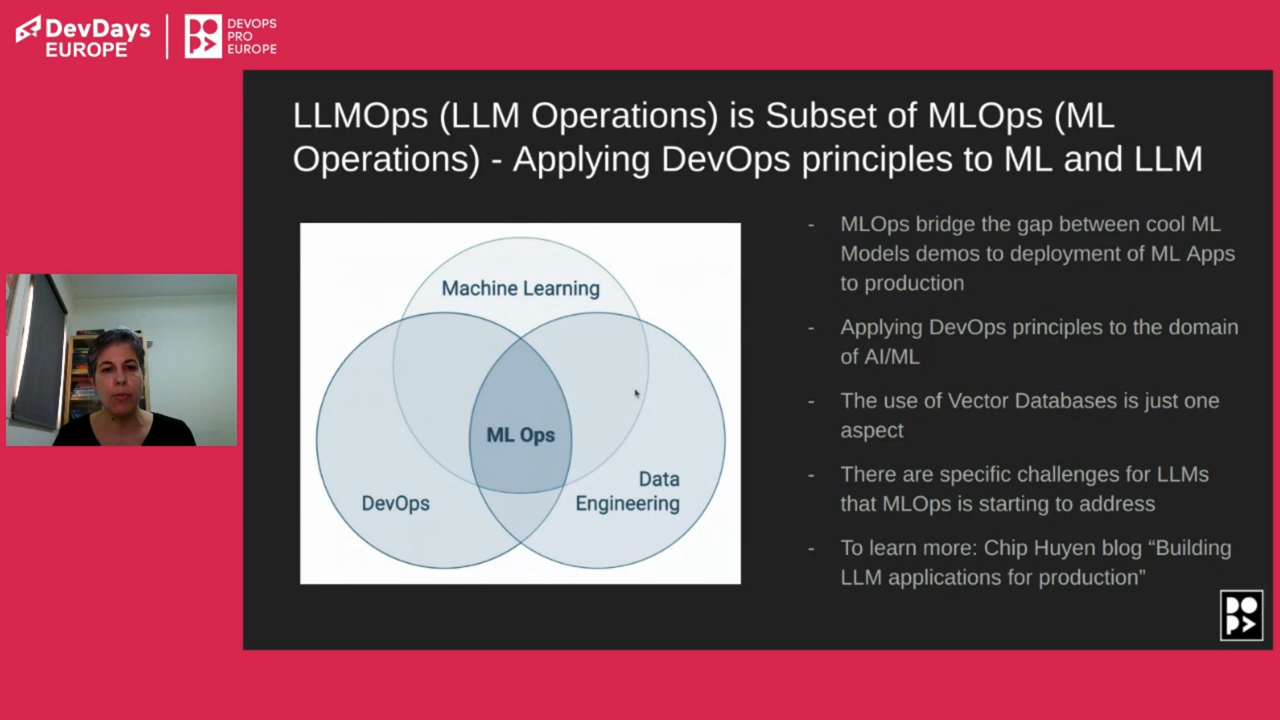 DevDays
EUROPE
DEVOPS
PRO
EUROPE
LLMOps (LLM Operations) is Subset of MLOps (ML
Operations) - Applying DevOps principles to ML and LLM
Machine Learning
ML Ops
DevOps
Data
Engineering
- MLOps bridge the gap between cool ML
Models demos to deployment of ML Apps
to production
- Applying DevOps principles to the domain
of AI/ML
- The use of Vector Databases is just one
aspect
- There are specific challenges for LLMs
that MLOps is starting to address
- To learn more: Chip Huyen blog “Building
LLM applications for production”